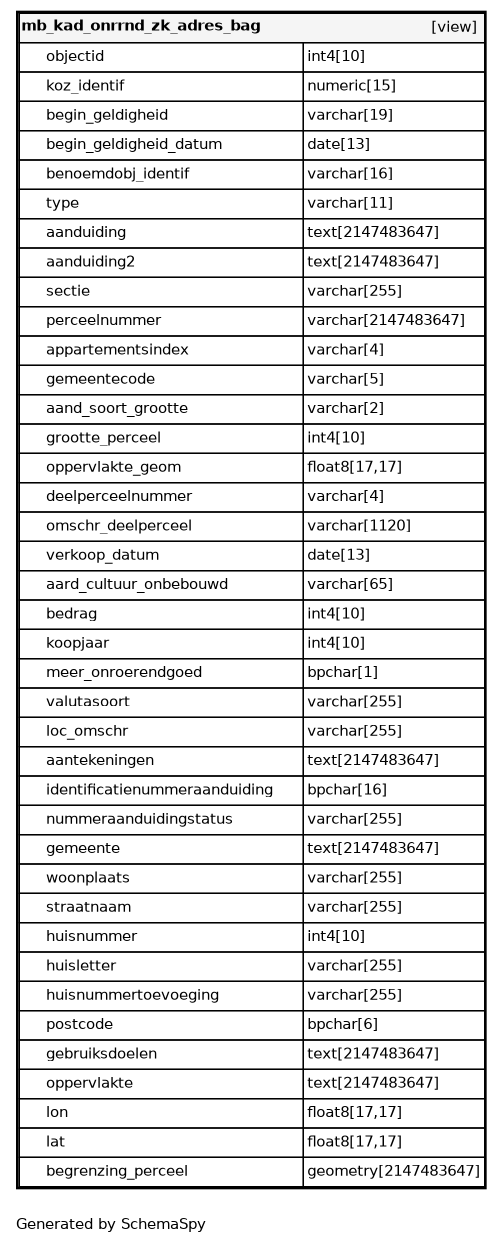 mb_kad_onrrnd_zk_adres_bag [view]
objectid int4[10]
koz_identif numeric[15]
begin_geldigheid varchar[19]
begin_geldigheid_datum date[13]
benoemdobj_identif varchar[16]
type varchar[11]
aanduiding text[2147483647]
aanduiding2 text[2147483647]
sectie varchar[255]
perceelnummer varchar[2147483647]
appartementsindex varchar[4]
gemeentecode varchar[5]
aand_soort_grootte varchar[2]
grootte_perceel int4[10]
oppervlakte_geom float8[17,17]
deelperceelnummer varchar[4]
omschr_deelperceel varchar[1120]
verkoop_datum date[13]
aard_cultuur_onbebouwd varchar[65]
bedrag int4[10]
koopjaar int4[10]
meer_onroerendgoed bpchar[1]
valutasoort varchar[255]
loc_omschr varchar[255]
aantekeningen text[2147483647]
identificatienummeraanduiding bpchar[16]
nummeraanduidingstatus varchar[255]
gemeente text[2147483647]
woonplaats varchar[255]
straatnaam varchar[255]
huisnummer int4[10]
huisletter varchar[255]
huisnummertoevoeging varchar[255]
postcode bpchar[6]
gebruiksdoelen text[2147483647]
oppervlakte text[2147483647]
lon float8[17,17]
lat float8[17,17]
begrenzing_perceel geometry[2147483647]
Generated by SchemaSpy